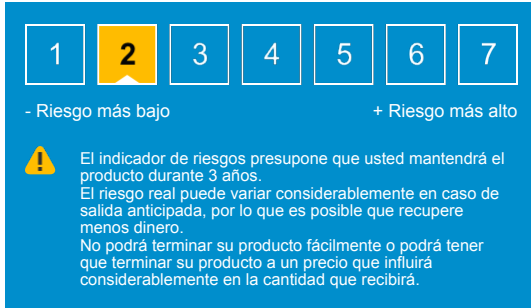 1 2 3 4 5 6 7
- Riesgo más bajo + Riesgo más alto
El indicador de riesgos presupone que usted mantendrá el
producto durante 3 años.
El riesgo real puede variar considerablemente en caso de
salida anticipada, por lo que es posible que recupere
menos dinero.
No podrá terminar su producto fácilmente o podrá tener
que terminar su producto a un precio que influirá
considerablemente en la cantidad que recibirá.